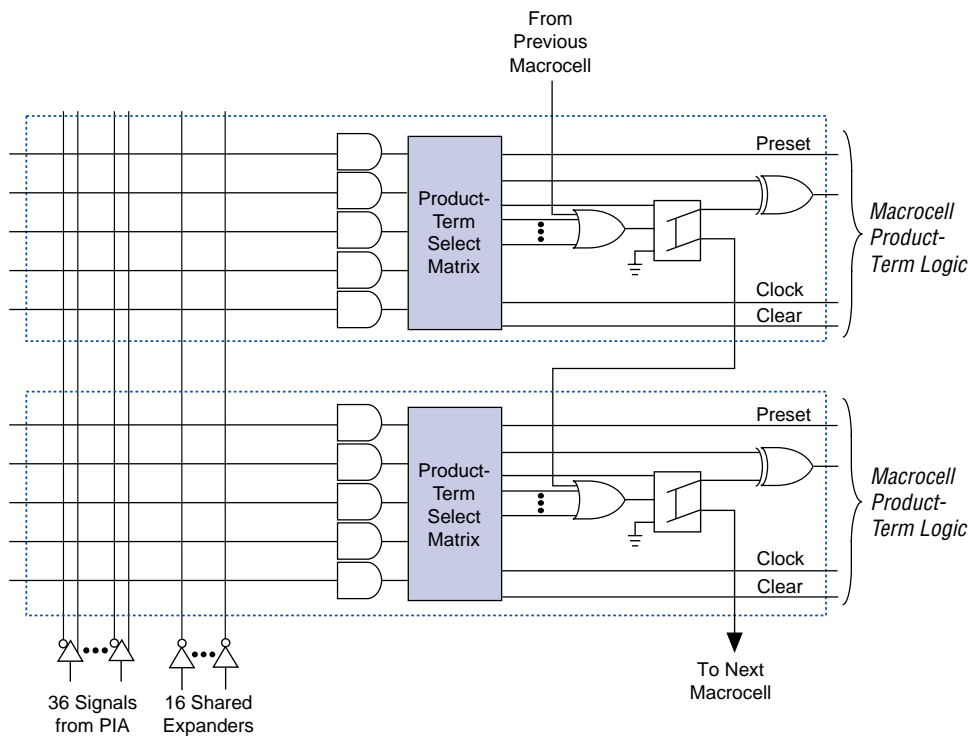 From
Previous
Macrocell
Preset
Product-
Term
Select
Matrix
Macrocell
Product-
Term Logic
Clock
Clear
Preset
Product-
Term
Select
Matrix
Macrocell
Product-
Term Logic
Clock
Clear
To Next
Macrocell
36 Signals
from PIA
16 Shared
Expanders